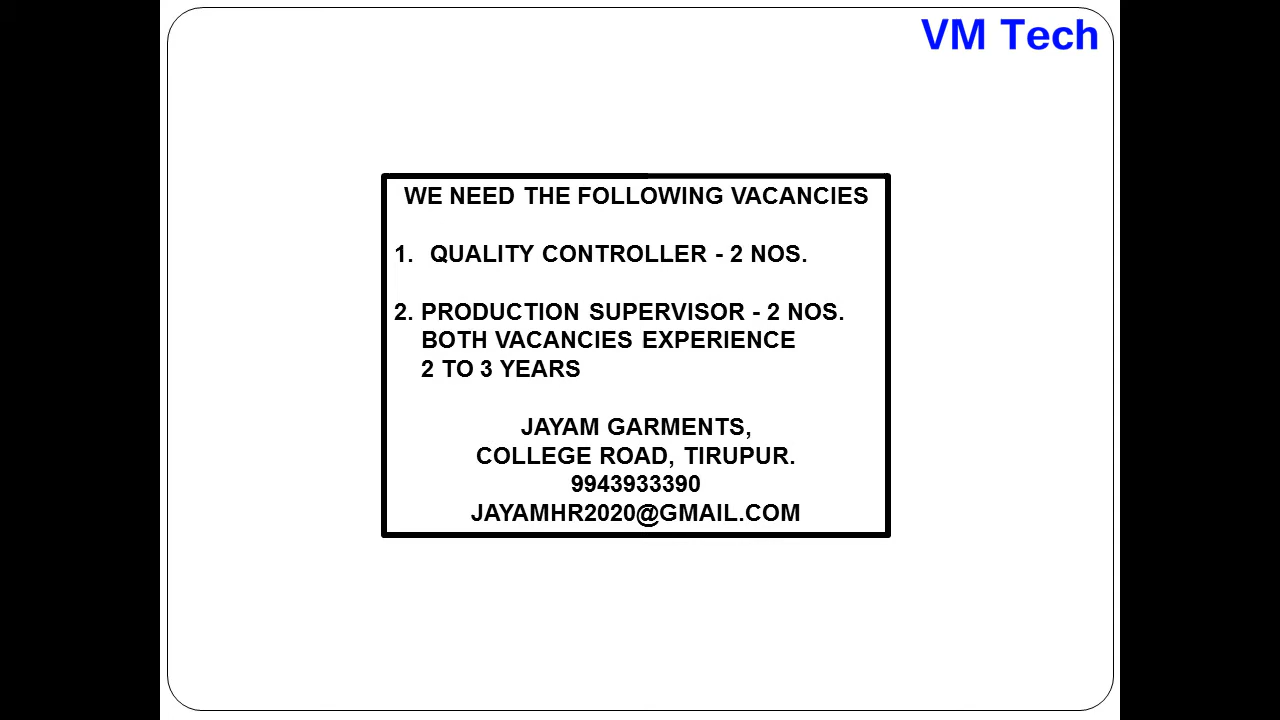 VM Tech
WE NEED THE FOLLOWING VACANCIES
1. QUALITY CONTROLLER - 2 NOS.
2. PRODUCTION SUPERVISOR - 2 NOS.
BOTH VACANCIES EXPERIENCE
2 TO 3 YEARS
JAYAM GARMENTS,
COLLEGE ROAD, TIRUPUR.
9943933390
JAYAMHR2020@GMAIL.COM